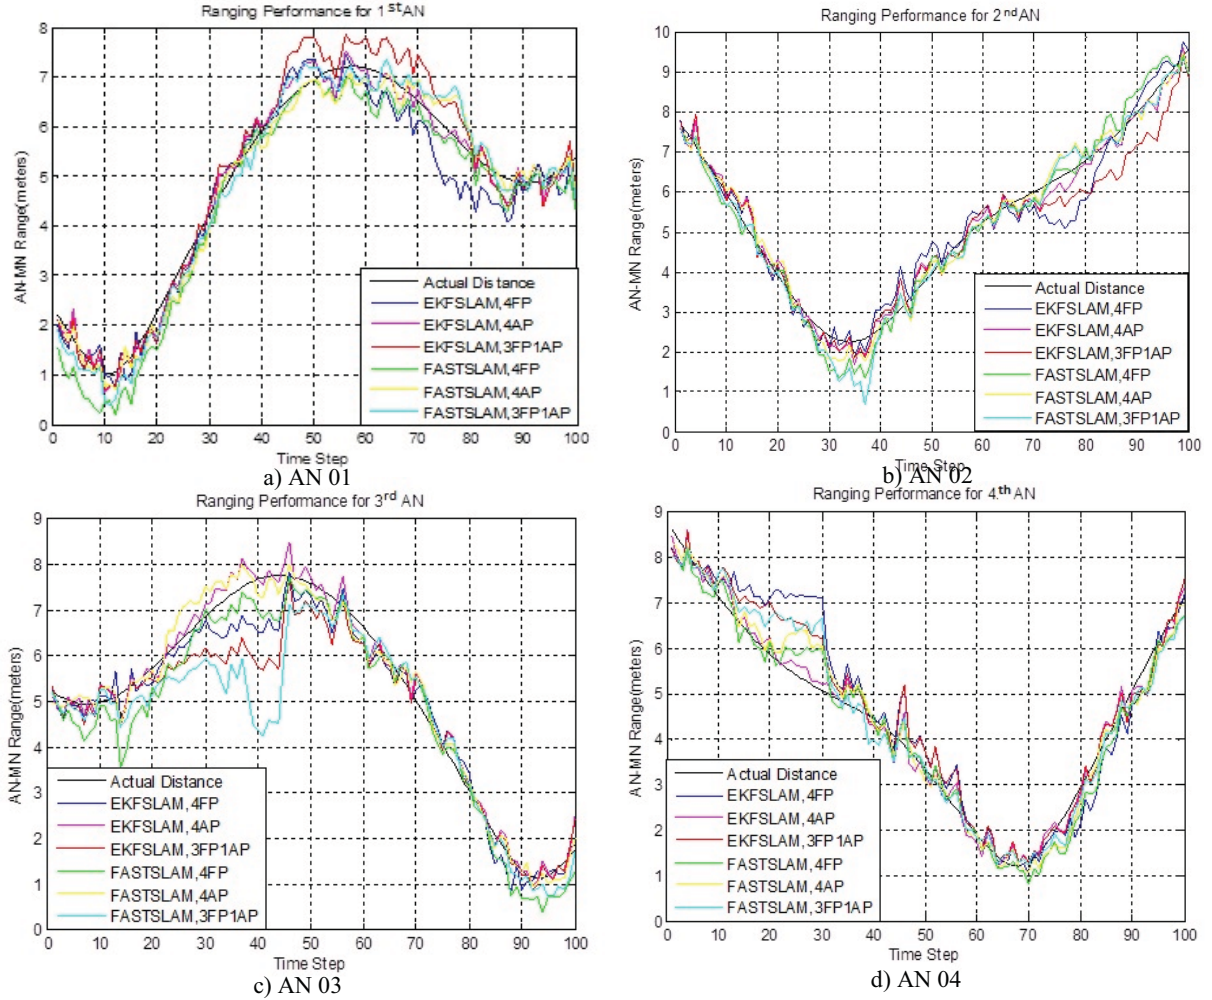 Ranging Performance for 1st AN
8
7
6
5
4
3
2
1
0
AN-MN Range(meters)
Actual Distance
EKFSLAM,4FP
EKFSLAM,4AP
EKFSLAM,3FP1AP
FASTSLAM,4FP
FASTSLAM,4AP
FASTSLAM,3FP1AP
0 10 20 30 40 50 60 70 80 90 100
Time Step
a) AN 01
Ranging Performance for 2nd AN
10
9
8
7
6
5
4
3
2
1
0
AN-MN Range(meters)
Actual Distance
EKFSLAM,4FP
EKFSLAM,4AP
EKFSLAM,3FP1AP
FASTSLAM,4FP
FASTSLAM,4AP
FASTSLAM,3FP1AP
0 10 20 30 40 50 60 70 80 90 100
Time Step
b) AN 02
Ranging Performance for 3rd AN
9
8
7
6
5
4
3
2
1
0
AN-MN Range(meters)
Actual Distance
EKFSLAM,4FP
EKFSLAM,4AP
EKFSLAM,3FP1AP
FASTSLAM,4FP
FASTSLAM,4AP
FASTSLAM,3FP1AP
0 10 20 30 40 50 60 70 80 90 100
Time Step
c) AN 03
Ranging Performance for 4.th AN
9
8
7
6
5
4
3
2
1
0
AN-MN Range(meters)
Actual Distance
EKFSLAM,4FP
EKFSLAM,4AP
EKFSLAM,3FP1AP
FASTSLAM,4FP
FASTSLAM,4AP
FASTSLAM,3FP1AP
0 10 20 30 40 50 60 70 80 90 100
Time Step
d) AN 04